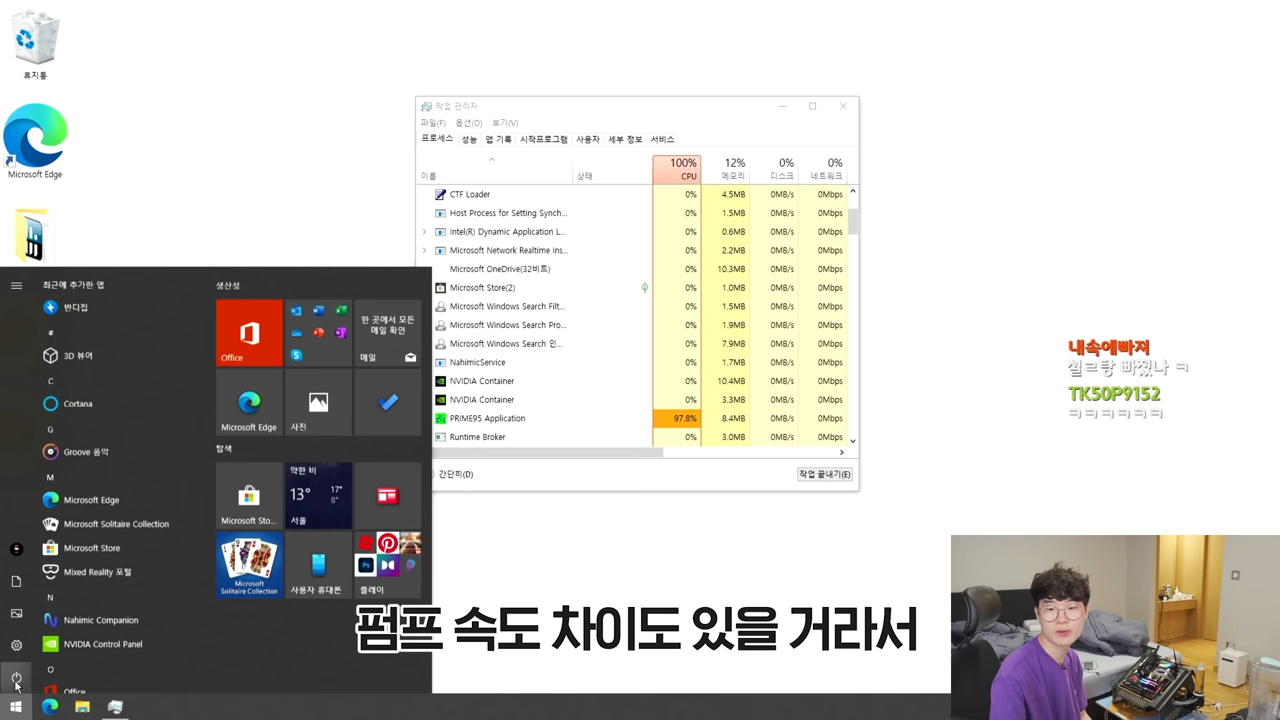 휴지통
Microsoft Edge
작업 관리자
파일(F) 옵션(O) 보기(V)
프로세스 성능 앱 기록 시작프로그램 사용자 세부 정보 서비스
100% 12% 0% 0%
이름 상태 CPU 메모리 디스크 네트워크
CTF Loader 0% 4.5MB 0MB/s 0Mbps
Host Process for Setting Synch... 0% 1.5MB 0MB/s 0Mbps
Intel(R) Dynamic Application L... 0% 0.6MB 0MB/s 0Mbps
Microsoft Network Realtime Ins... 0% 2.2MB 0MB/s 0Mbps
Microsoft OneDrive(32비트) 0% 10.3MB 0MB/s 0Mbps
Microsoft Store(2) 0% 1.0MB 0MB/s 0Mbps
Microsoft Windows Search Filt... 0% 1.5MB 0MB/s 0Mbps
Microsoft Windows Search Pro... 0% 1.9MB 0MB/s 0Mbps
Microsoft Windows Search 인... 0% 7.9MB 0MB/s 0Mbps
NahimicService 0% 1.7MB 0MB/s 0Mbps
NVIDIA Container 0% 10.4MB 0MB/s 0Mbps
NVIDIA Container 0% 3.3MB 0MB/s 0Mbps
PRIME95 Application 97.8% 8.4MB 0MB/s 0Mbps
Runtime Broker 0% 3.0MB 0MB/s 0Mbps
간단히(D) 작업 끝내기(E)
최근에 추가한 앱
반디집
#
3D 뷰어
C
Cortana
G
Groove 음악
M
Microsoft Edge
Microsoft Solitaire Collection
Microsoft Store
Mixed Reality 포털
N
Nahimic Companion
NVIDIA Control Panel
O
Office
생산성
Office
한 곳에서 모든
메일 확인
메일
Microsoft Edge
사진
탐색
Microsoft Sto...
약한 비
13° 17°
8°
서울
Microsoft
Solitaire Collection
사용자 휴대폰
플레이
내속에빠져
설ㄹ탕 빠졌나 ㅋ
TK50P9152
ㅋㅋㅋㅋㅋㅋ
펌프 속도 차이도 있을 거라서